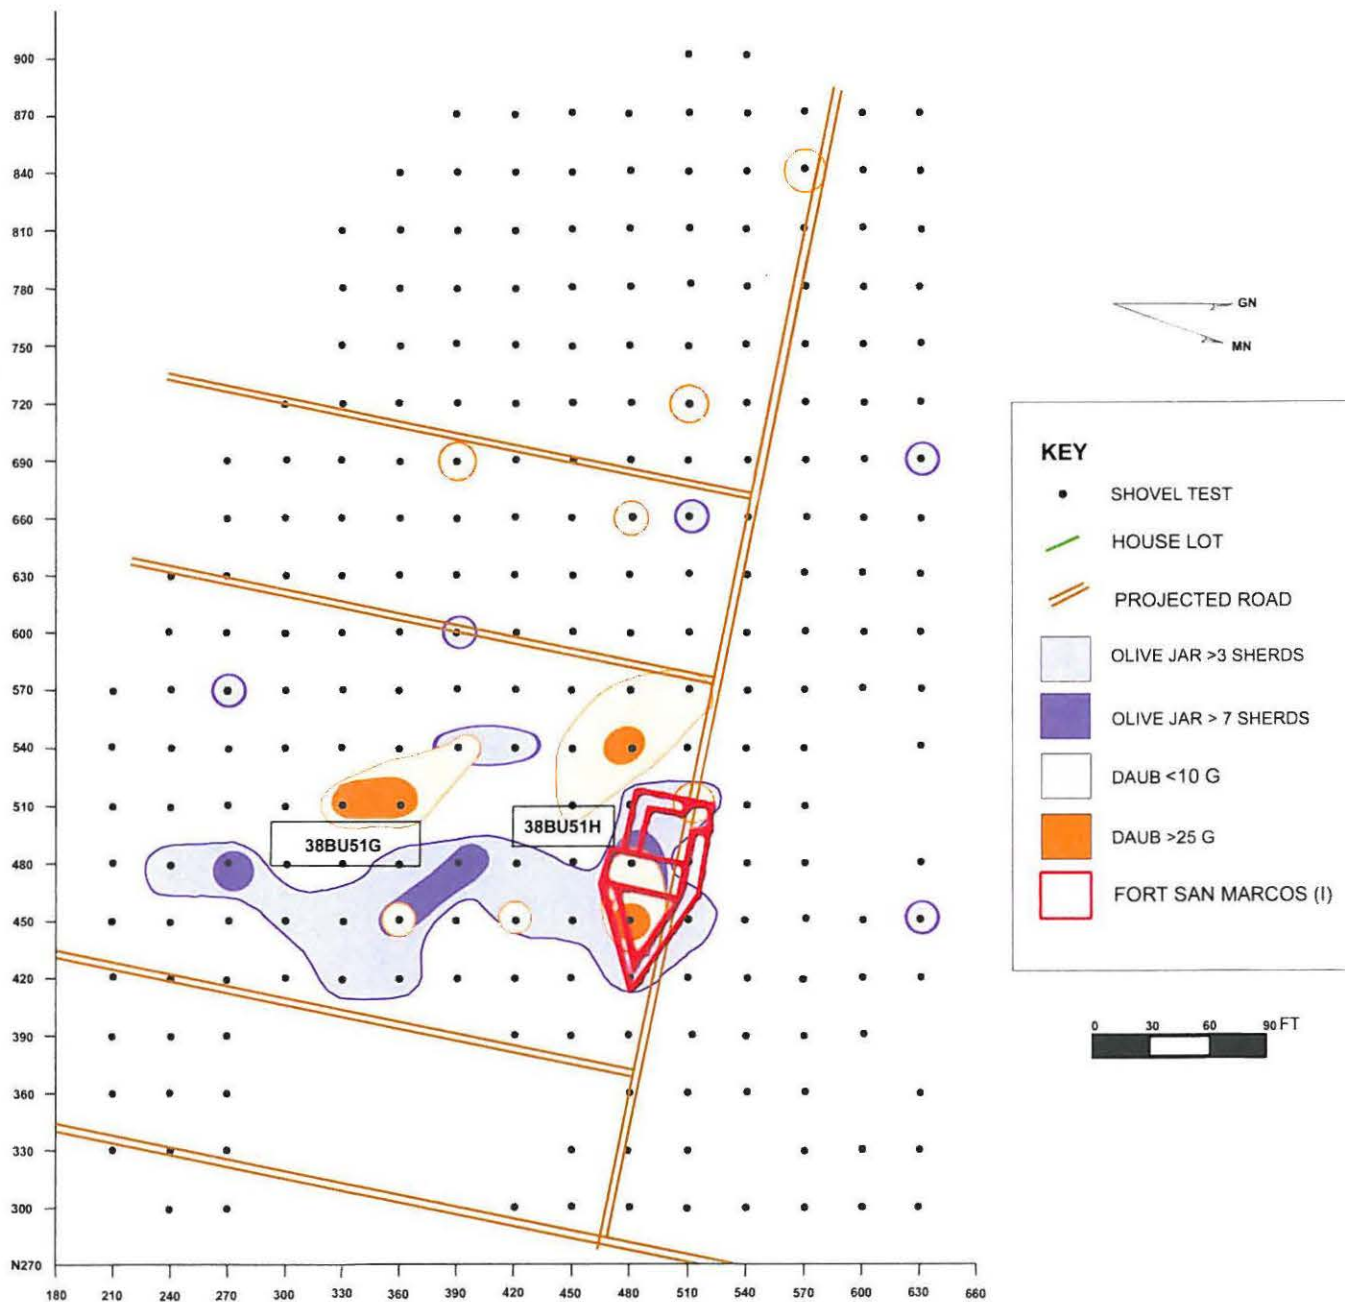 900
870
840
810
780
750
720
690
660
630
600
570
540
510
480
450
420
390
360
330
300
N270
180 210 240 270 300 330 360 390 420 450 480 510 540 570 600 630 660
38BU51G
38BU51H
GN
MN
KEY
SHOVEL TEST
HOUSE LOT
PROJECTED ROAD
OLIVE JAR >3 SHERDS
OLIVE JAR > 7 SHERDS
DAUB <10 G
DAUB >25 G
FORT SAN MARCOS (I)
0 30 60 90 FT